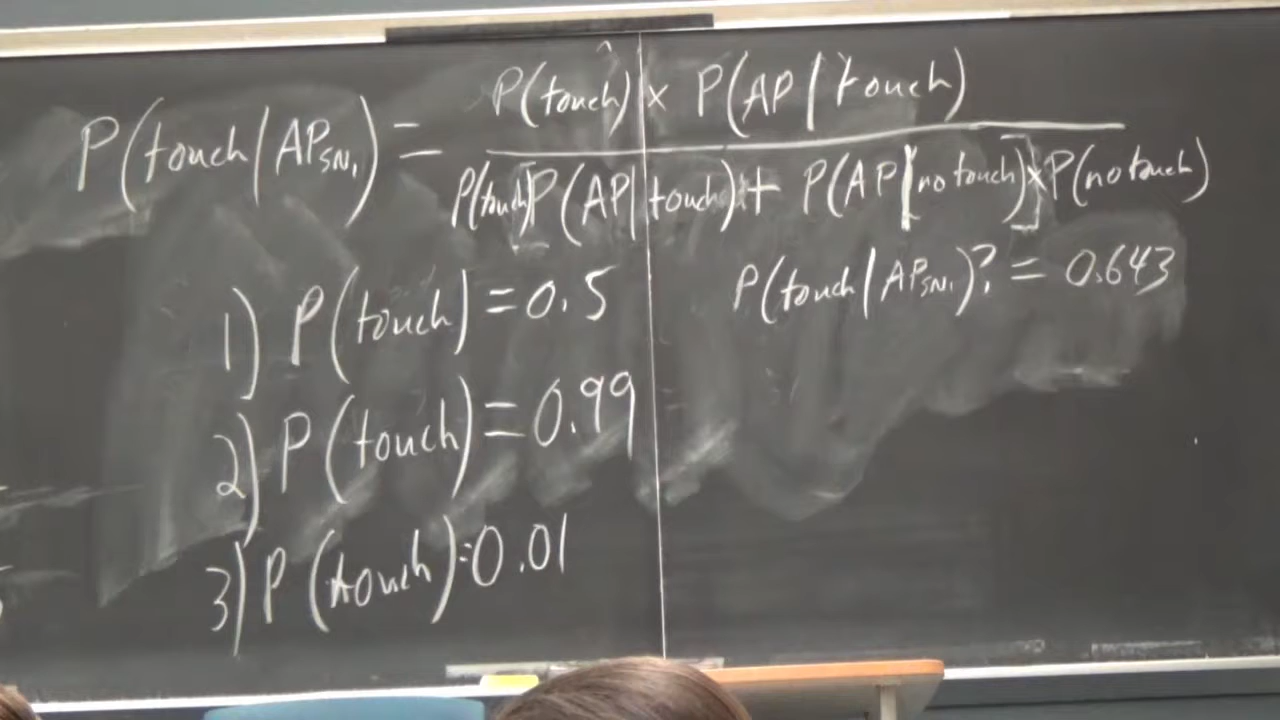 P(touch|AP_SN₁) = P(touch) x P(AP|touch) / P(touch)P(AP|touch) + P(AP|[no touch)]xP(no touch)
1) P(touch) = 0.5
P(touch|AP_SN₁)? = 0.643
2) P(touch) = 0.99
3) P(touch) = 0.01